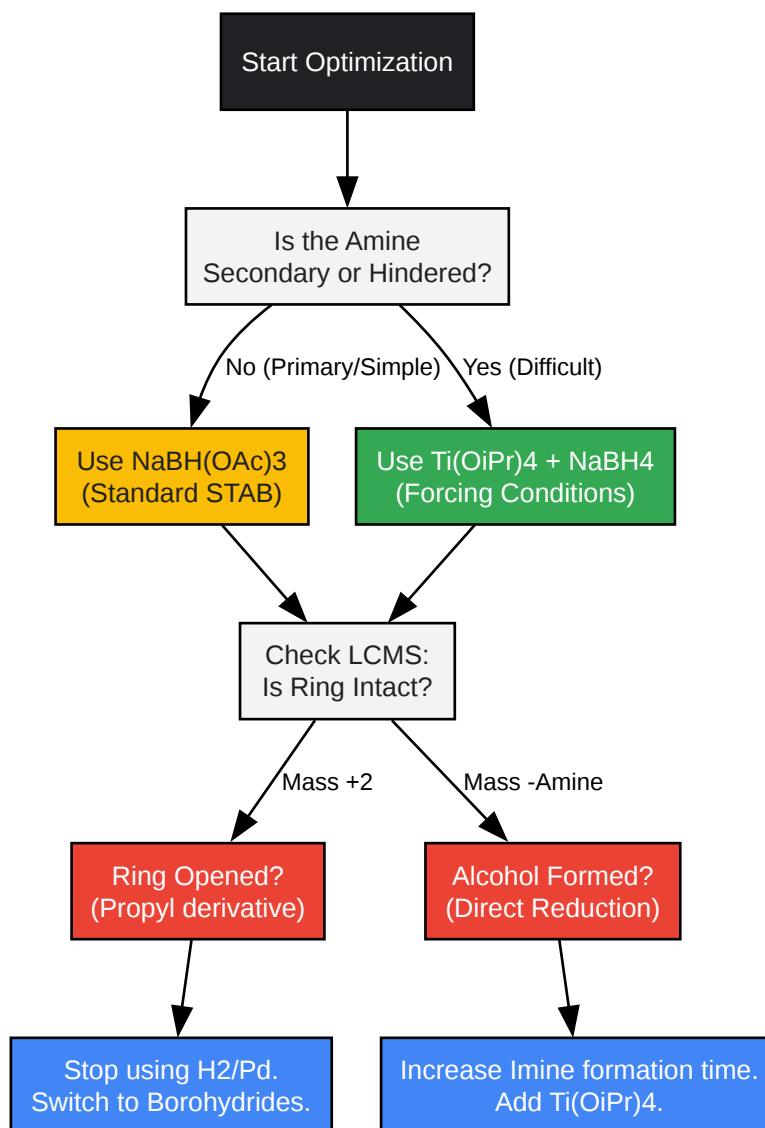 Start Optimization
Is the Amine
Secondary or Hindered?
No (Primary/Simple)
Yes (Difficult)
Use NaBH(OAc)3
(Standard STAB)
Use Ti(OiPr)4 + NaBH4
(Forcing Conditions)
Check LCMS:
Is Ring Intact?
Mass +2
Mass -Amine
Ring Opened?
(Propyl derivative)
Alcohol Formed?
(Direct Reduction)
Stop using H2/Pd.
Switch to Borohydrides.
Increase Imine formation time.
Add Ti(OiPr)4.